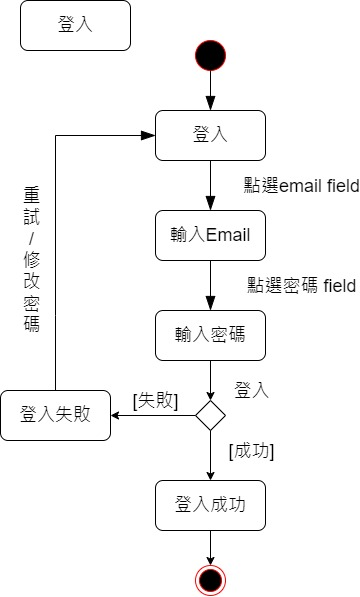 登入
登入
點選email field
輸入Email
點選密碼 field
輸入密碼
登入
[失敗]
登入失敗
重試/修改密碼
[成功]
登入成功